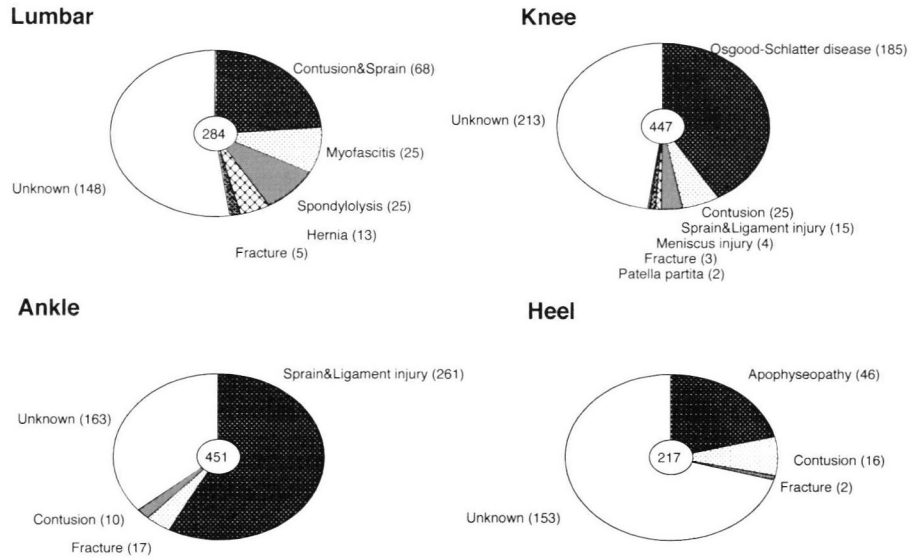 Lumbar
Contusion&Sprain (68)
284
Myofascitis (25)
Unknown (148)
Spondylolysis (25)
Hernia (13)
Fracture (5)
Knee
Osgood-Schlatter disease (185)
Unknown (213)
447
Contusion (25)
Sprain&Ligament injury (15)
Meniscus injury (4)
Fracture (3)
Patella partita (2)
Ankle
Sprain&Ligament injury (261)
Unknown (163)
451
Contusion (10)
Fracture (17)
Heel
Apophyseopathy (46)
217
Contusion (16)
Fracture (2)
Unknown (153)